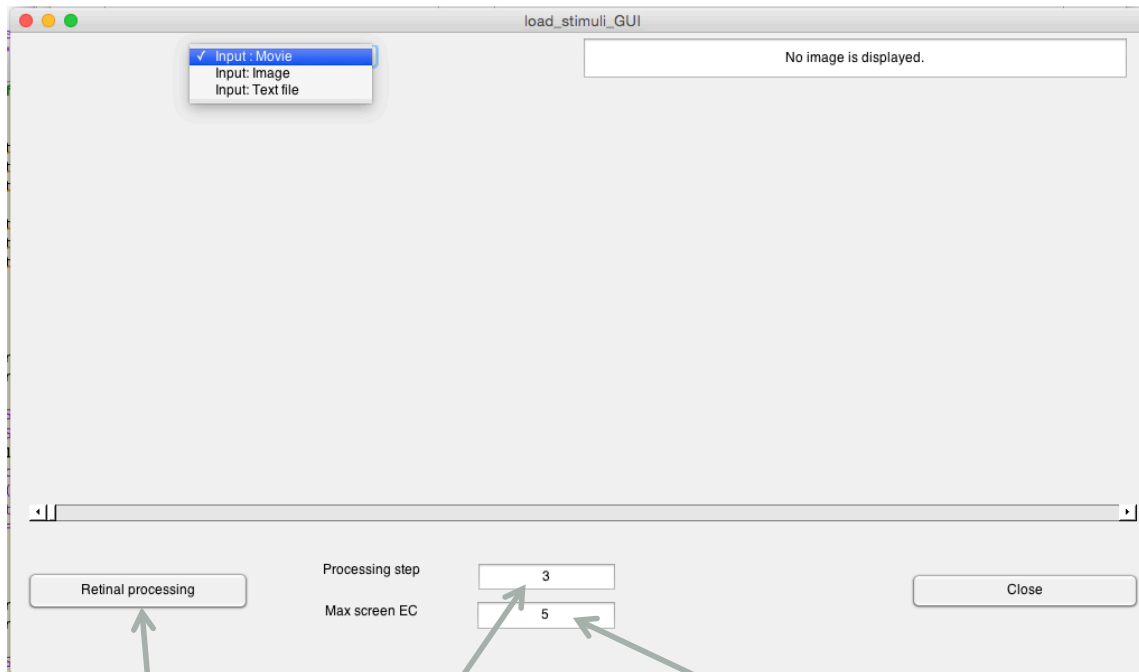 load_stimuli_GUI
✓ Input : Movie
Input: Image
Input: Text file
No image is displayed.
Retinal processing
Processing step
3
Max screen EC
5
Close